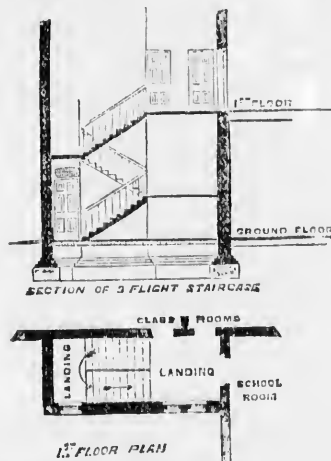 1ST FLOOR
GROUND FLOOR
SECTION OF 3 FLIGHT STAIRCASE
CLASS ROOMS
LANDING
LANDING
SCHOOL
ROOM
1ST FLOOR PLAN